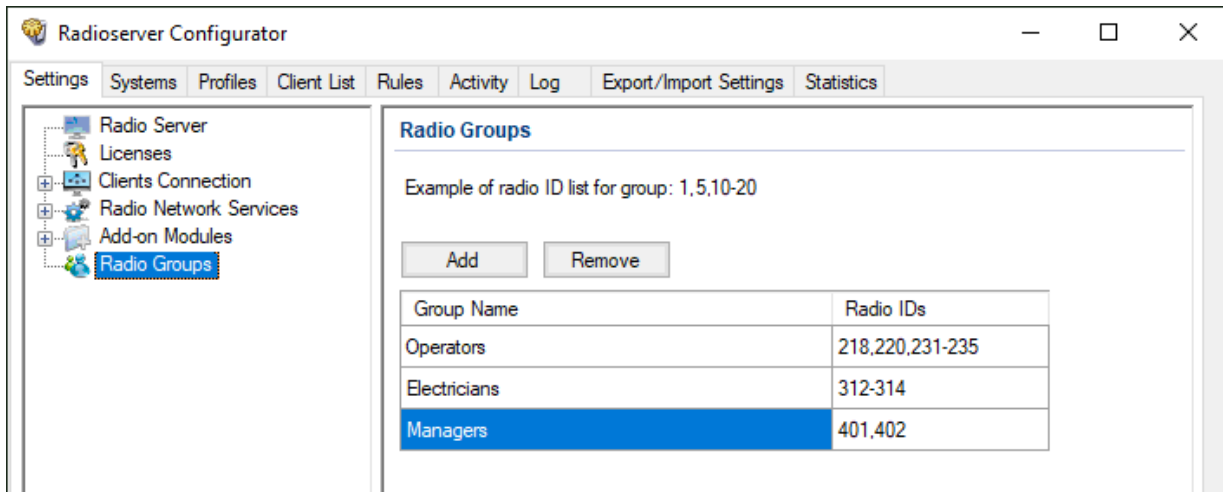 Radioserver Configurator
Settings Systems Profiles Client List Rules Activity Log Export/Import Settings Statistics
Radio Server
Licenses
Clients Connection
Radio Network Services
Add-on Modules
Radio Groups
Radio Groups
Example of radio ID list for group: 1,5,10-20
Add Remove
Group Name Radio IDs
Operators 218,220,231-235
Electricians 312-314
Managers 401,402